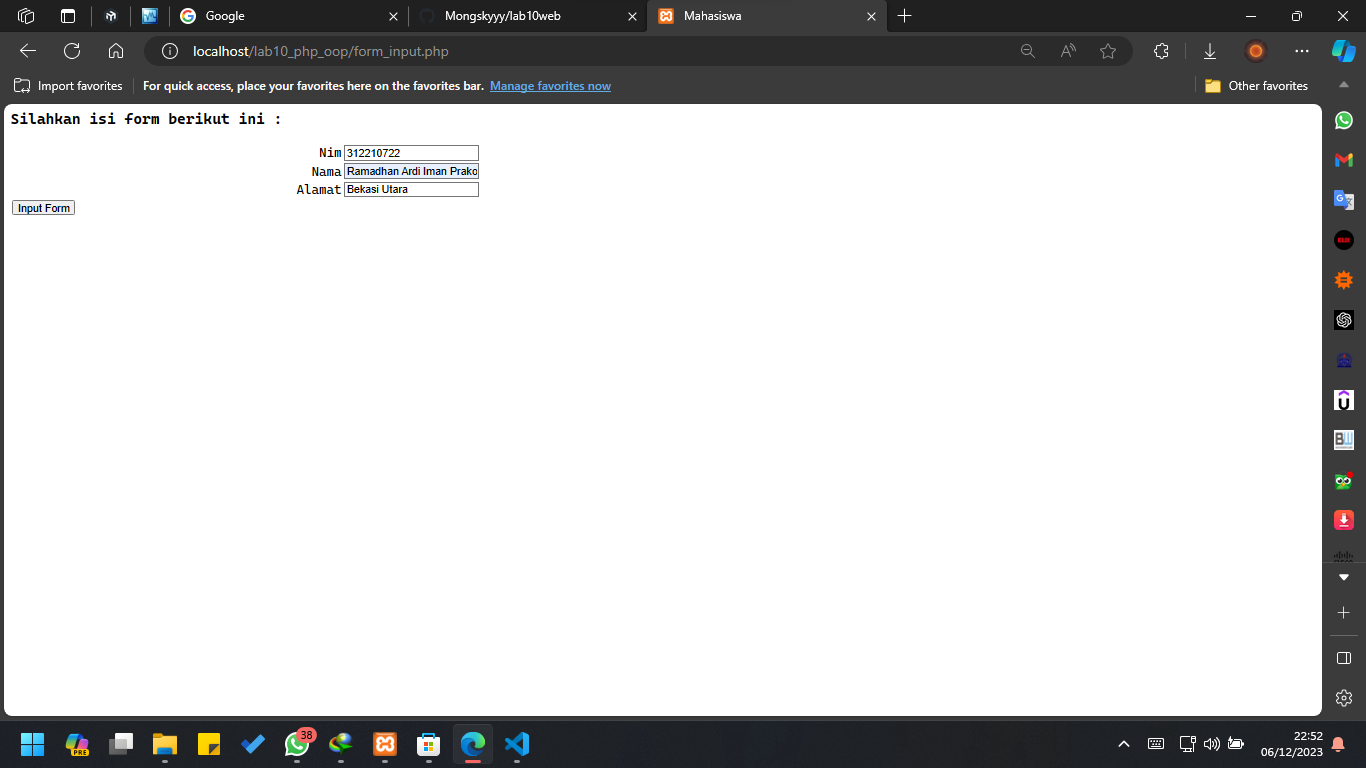 Google
Mongskyyy/lab10web
Mahasiswa
localhost/lab10_php_oop/form_input.php
Import favorites
For quick access, place your favorites here on the favorites bar. Manage favorites now
Other favorites
Silahkan isi form berikut ini :
Nim 312210722
Nama Ramadhan Ardi Iman Prako
Alamat Bekasi Utara
Input Form
BW
PRE
38
22:52
06/12/2023